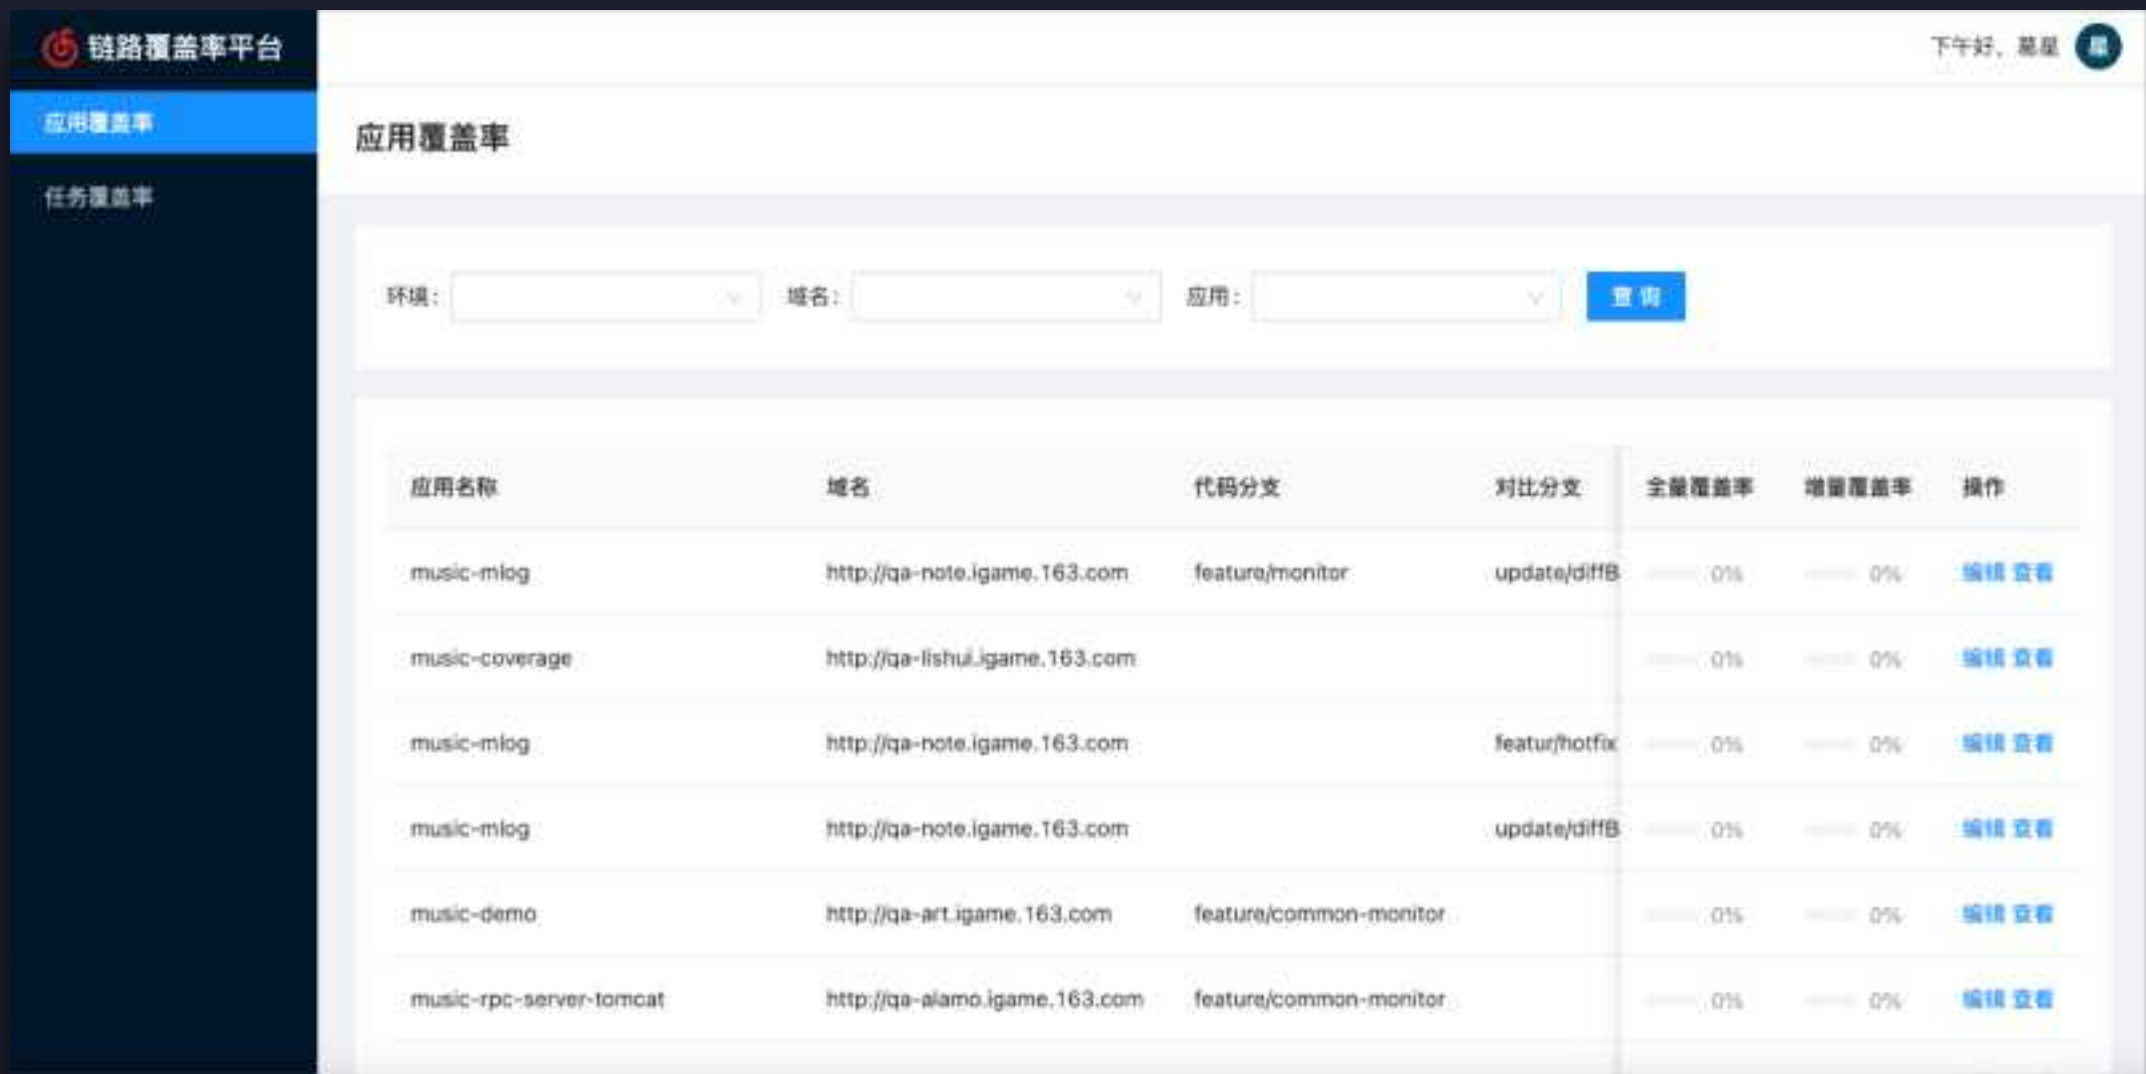 链路覆盖率平台
下午好，墓星 星
应用覆盖率
任务覆盖率
应用覆盖率
环境： 域名： 应用： 查 询
应用名称 域名 代码分支 对比分支 全量覆盖率 增量覆盖率 操作
music-mlog http://qa-note.igame.163.com feature/monitor update/diffB 0% 0% 编辑 查看
music-coverage http://qa-lishui.igame.163.com 0% 0% 编辑 查看
music-mlog http://qa-note.igame.163.com featur/hotfix 0% 0% 编辑 查看
music-mlog http://qa-note.igame.163.com update/diffB 0% 0% 编辑 查看
music-demo http://qa-art.igame.163.com feature/common-monitor 0% 0% 编辑 查看
music-rpc-server-tomcat http://qa-alamo.igame.163.com feature/common-monitor 0% 0% 编辑 查看